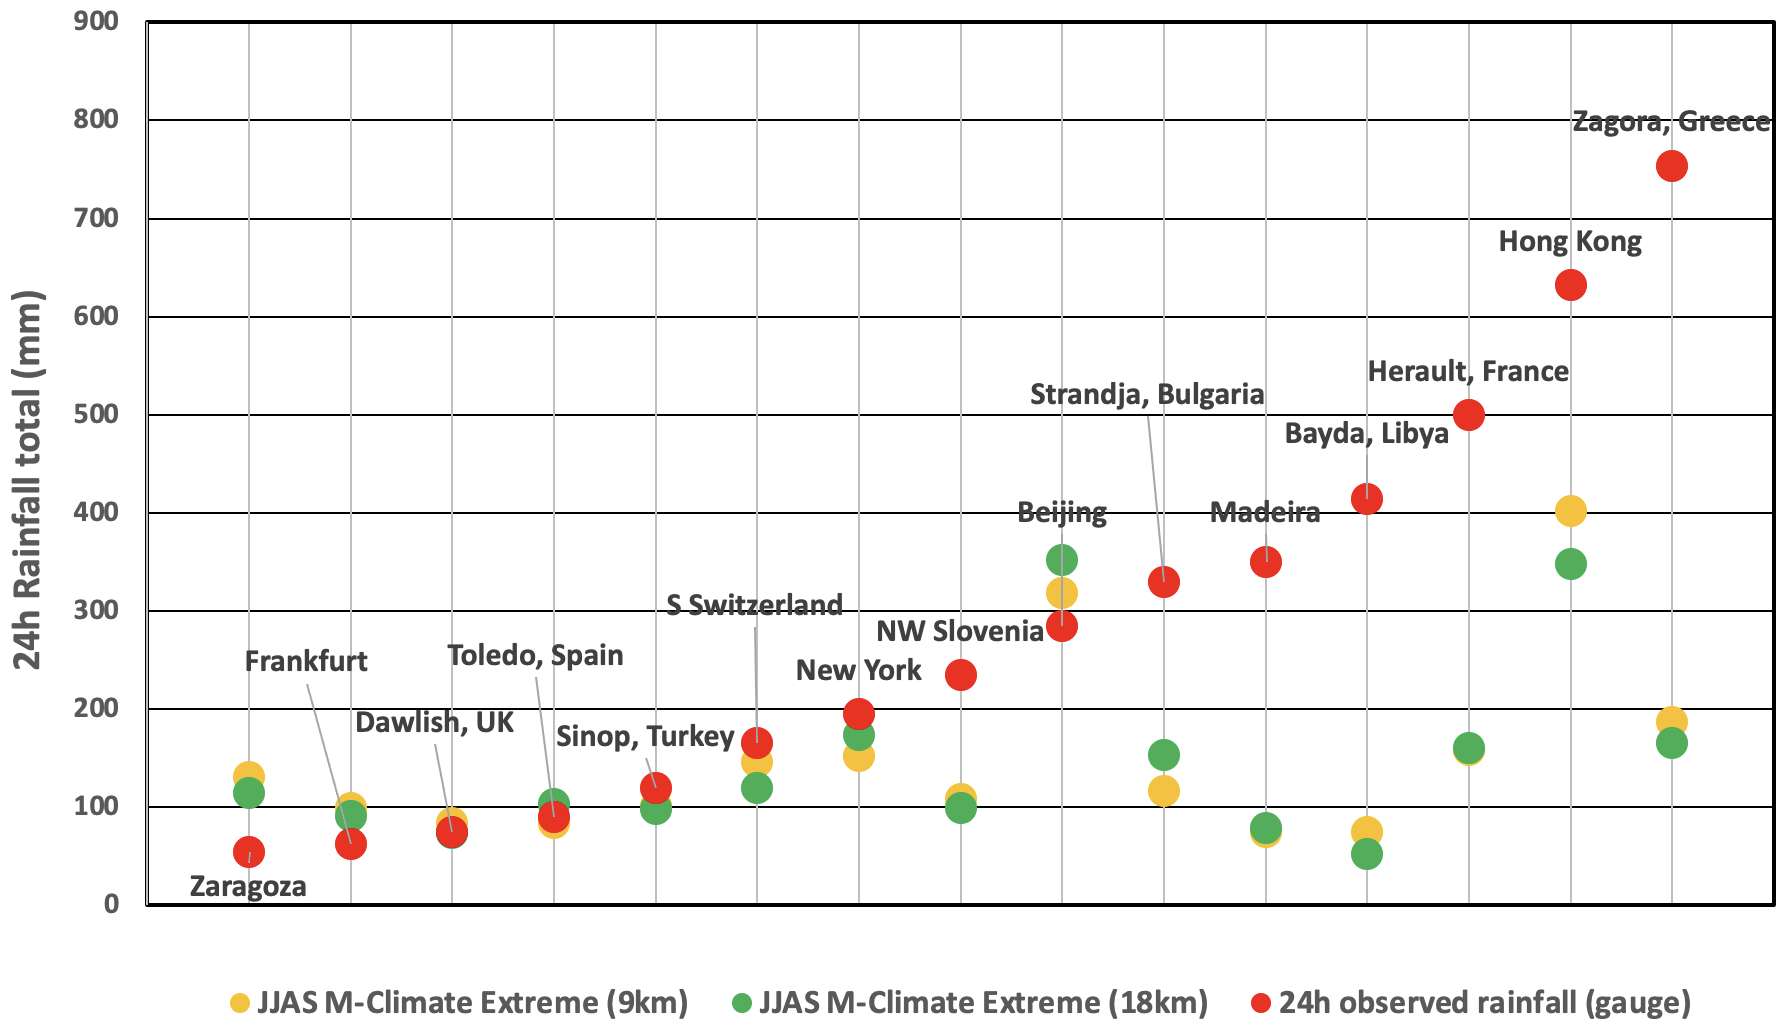 900
800
700
600
500
400
300
200
100
0
24h Rainfall total (mm)
Zagora, Greece
Hong Kong
Herault, France
Strandja, Bulgaria
Bayda, Libya
Beijing
Madeira
S Switzerland
NW Slovenia
Toledo, Spain
Frankfurt
New York
Dawlish, UK
Sinop, Turkey
Zaragoza
JJAS M-Climate Extreme (9km)
JJAS M-Climate Extreme (18km)
24h observed rainfall (gauge)